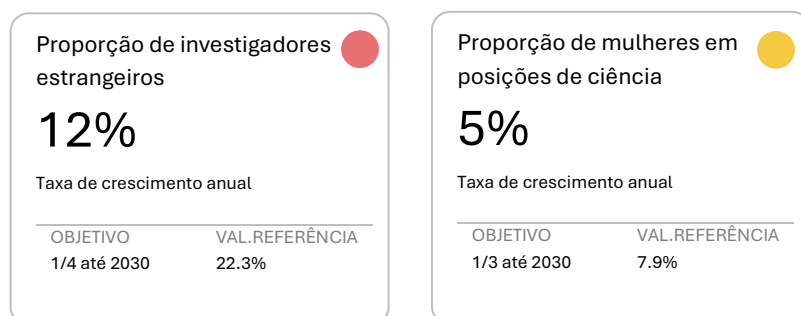 Proporção de investigadores
estrangeiros
12%
Taxa de crescimento anual
OBJETIVO VAL.REFERÊNCIA
1/4 até 2030 22.3%
Proporção de mulheres em
posições de ciência
5%
Taxa de crescimento anual
OBJETIVO VAL.REFERÊNCIA
1/3 até 2030 7.9%